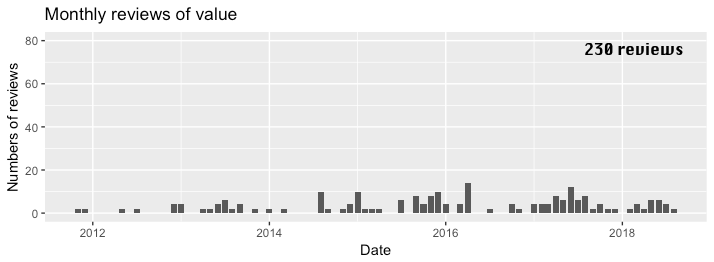 Monthly reviews of value
230 reviews
Numbers of reviews
80
60
40
20
0
2012 2014 2016 2018
Date